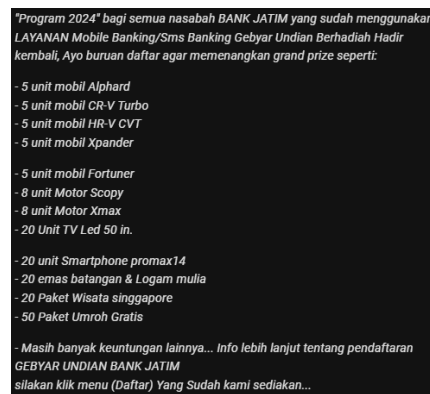 "Program 2024" bagi semua nasabah BANK JATIM yang sudah menggunakan
LAYANAN Mobile Banking/Sms Banking Gebyar Undian Berhadiah Hadir
kembali, Ayo buruan daftar agar memenangkan grand prize seperti:
- 5 unit mobil Alphard
- 5 unit mobil CR-V Turbo
- 5 unit mobil HR-V CVT
- 5 unit mobil Xpander
- 5 unit mobil Fortuner
- 8 unit Motor Scopy
- 8 unit Motor Xmax
- 20 Unit TV Led 50 in.
- 20 unit Smartphone promax14
- 20 emas batangan & Logam mulia
- 20 Paket Wisata singgapore
- 50 Paket Umroh Gratis
- Masih banyak keuntungan lainnya... Info lebih lanjut tentang pendaftaran
GEBYAR UNDIAN BANK JATIM
silakan klik menu (Daftar) Yang Sudah kami sediakan...